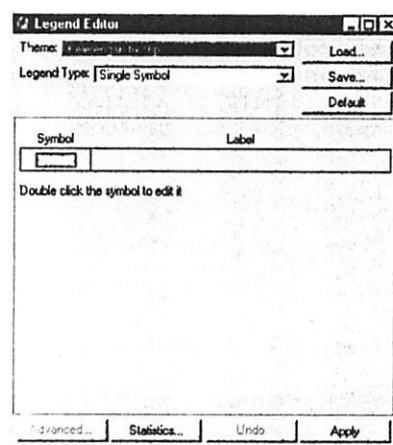 Legend Editor
Theme:
Load...
Legend Type: Single Symbol
Save...
Default
Symbol Label
Double click the symbol to edit it
Advanced... Statistics... Undo Apply